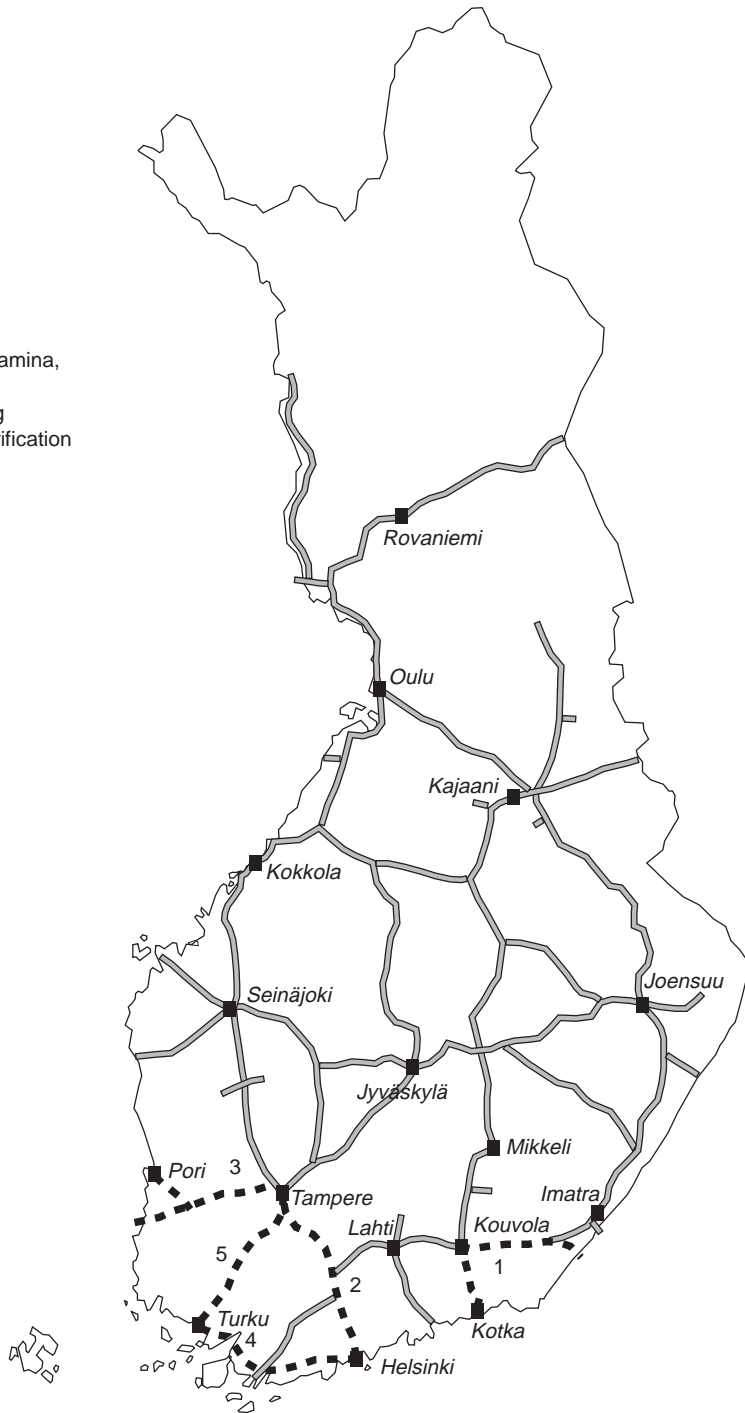 amina,
g
rification
Rovaniemi
Oulu
Kajaani
Kokkola
Joensuu
Seinäjoki
Jyväskylä
Mikkeli
Pori
3
Tampere
Imatra
Lahti
Kouvola
5
1
2
Turku
4
Kotka
Helsinki